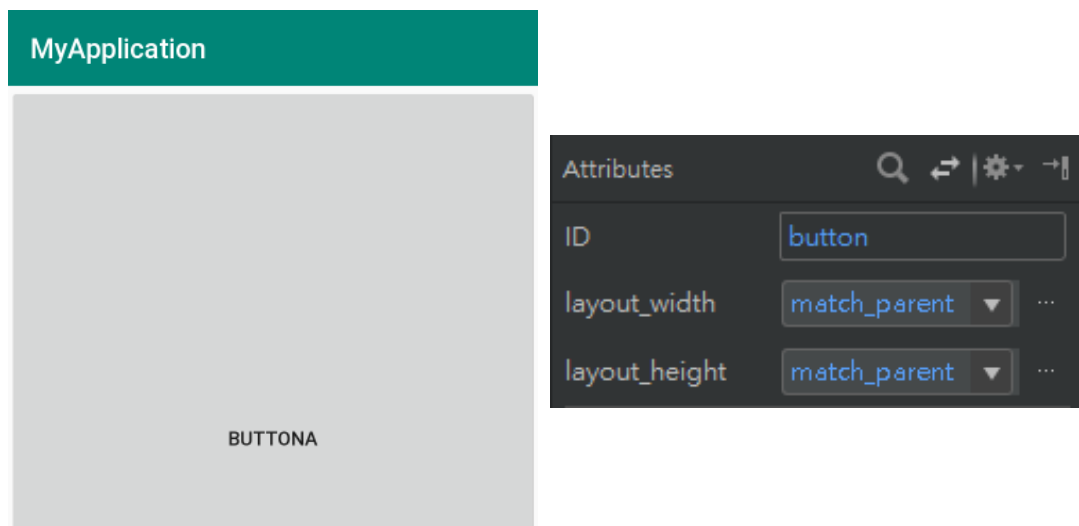 MyApplication
BUTTONA
Attributes
ID button
layout_width match_parent ...
layout_height match_parent ...